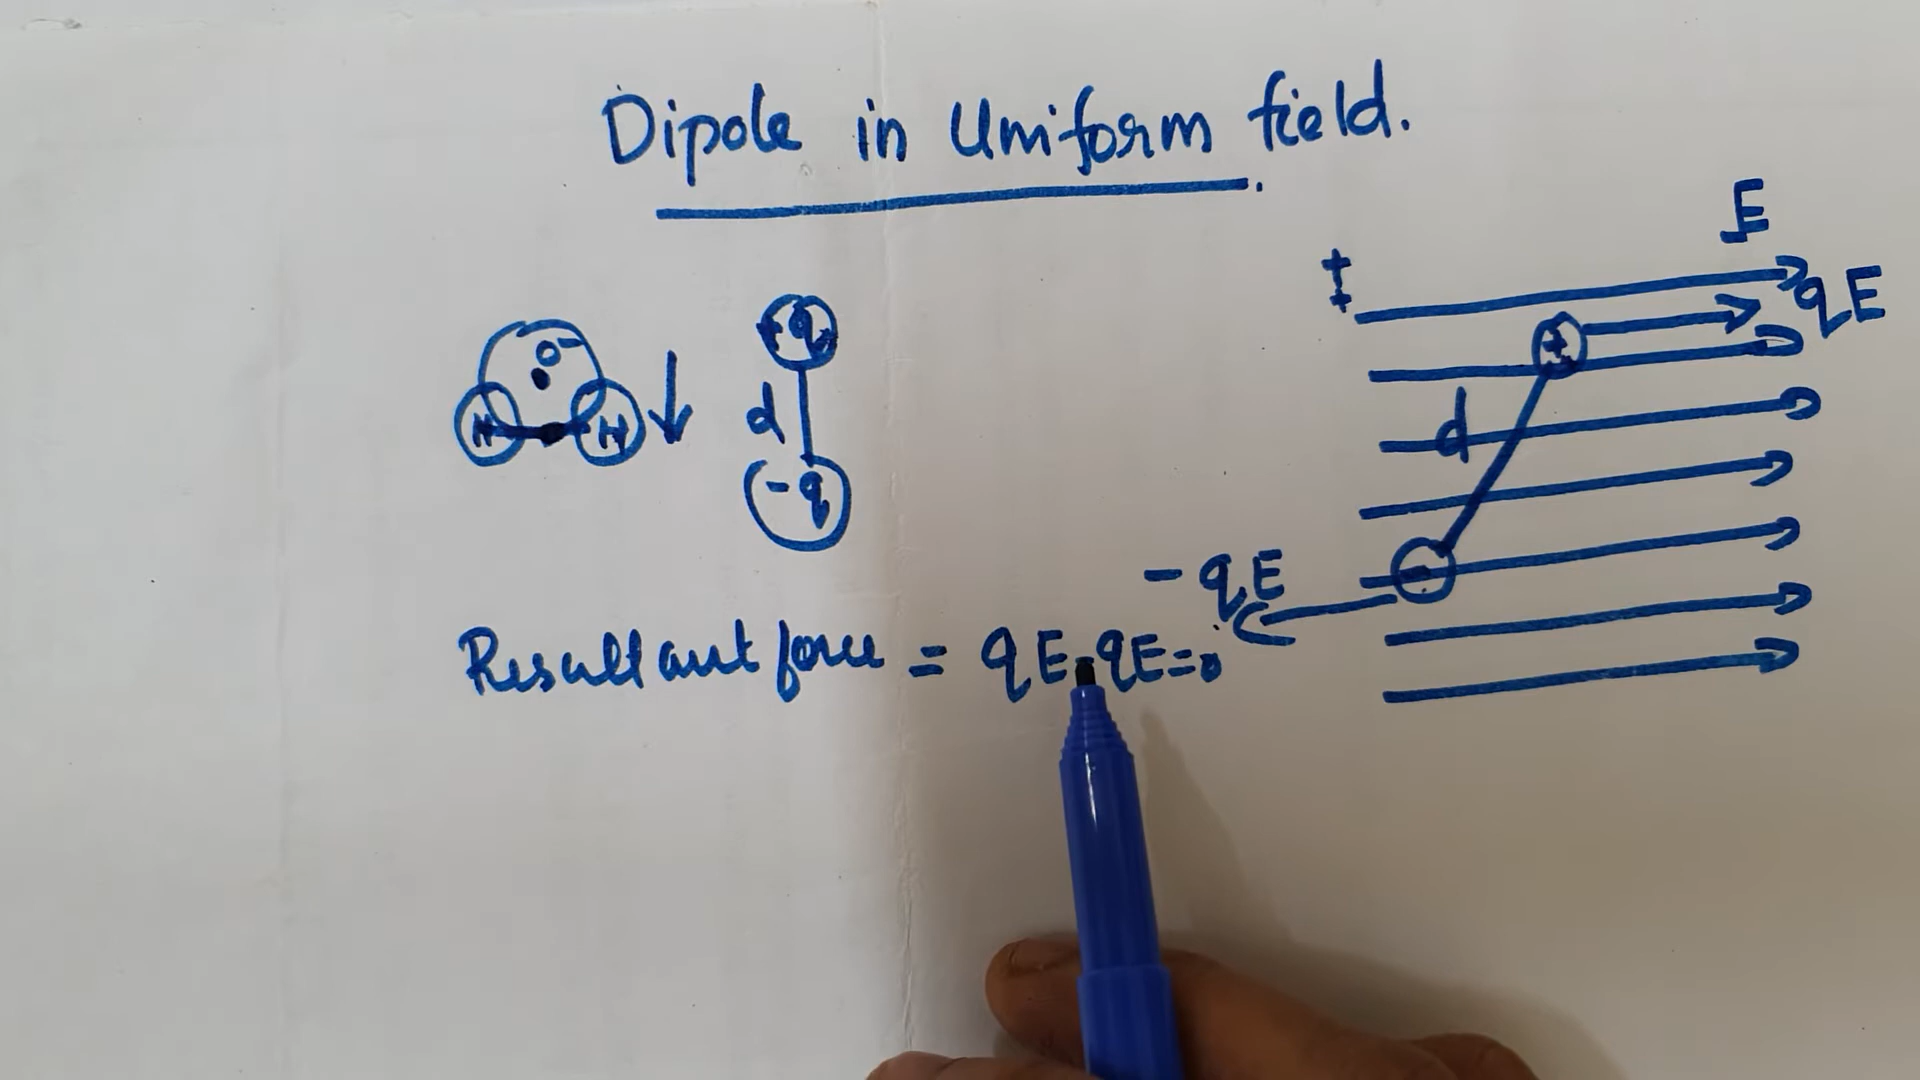 Dipole in Uniform field.
E
+
+
qE
O-
+q
+
H
H
d
d
-q
-
-qE
Resultant force = qE-qE=0